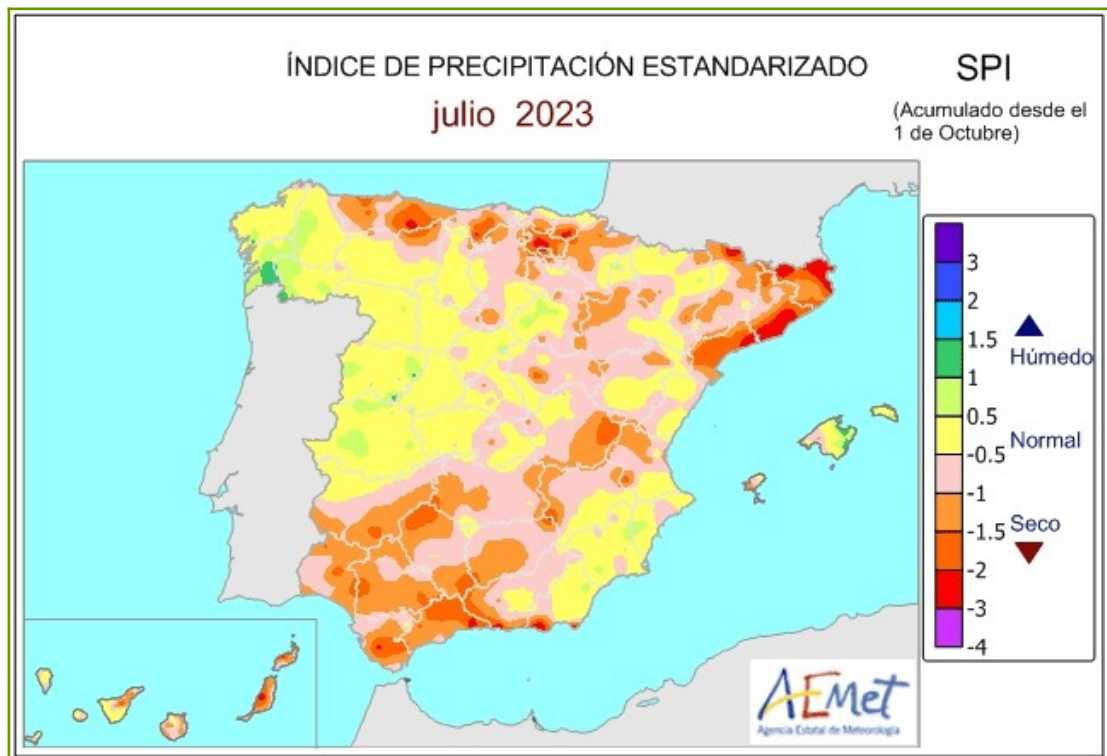 ÍNDICE DE PRECIPITACIÓN ESTANDARIZADO
SPI
julio 2023
(Acumulado desde el
1 de Octubre)
3
2
1.5
Húmedo
1
0.5
Normal
-0.5
-1
Seco
-1.5
-2
-3
-4
AEMet
Agencia Estatal de Meteorología